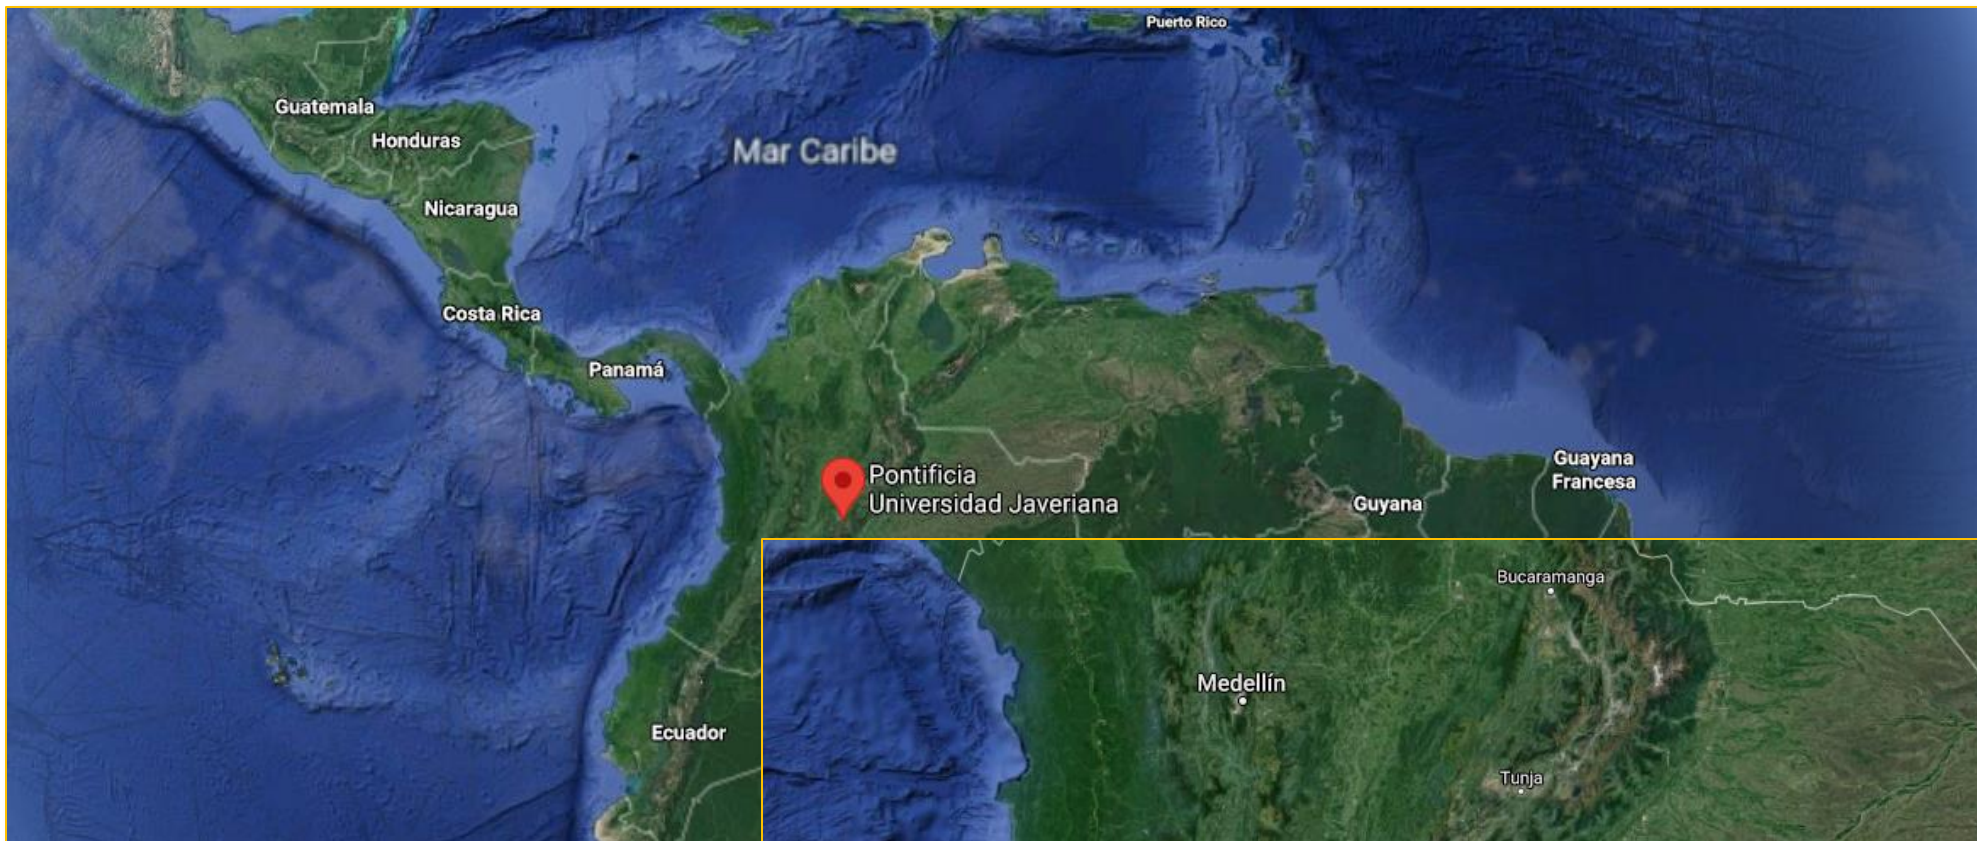 Puerto Rico
Guatemala
Honduras
Mar Caribe
Nicaragua
Costa Rica
Panamá
Pontificia
Universidad Javeriana
Guayana
Francesa
Guyana
Ecuador
Bucaramanga
Medellín
Tunja